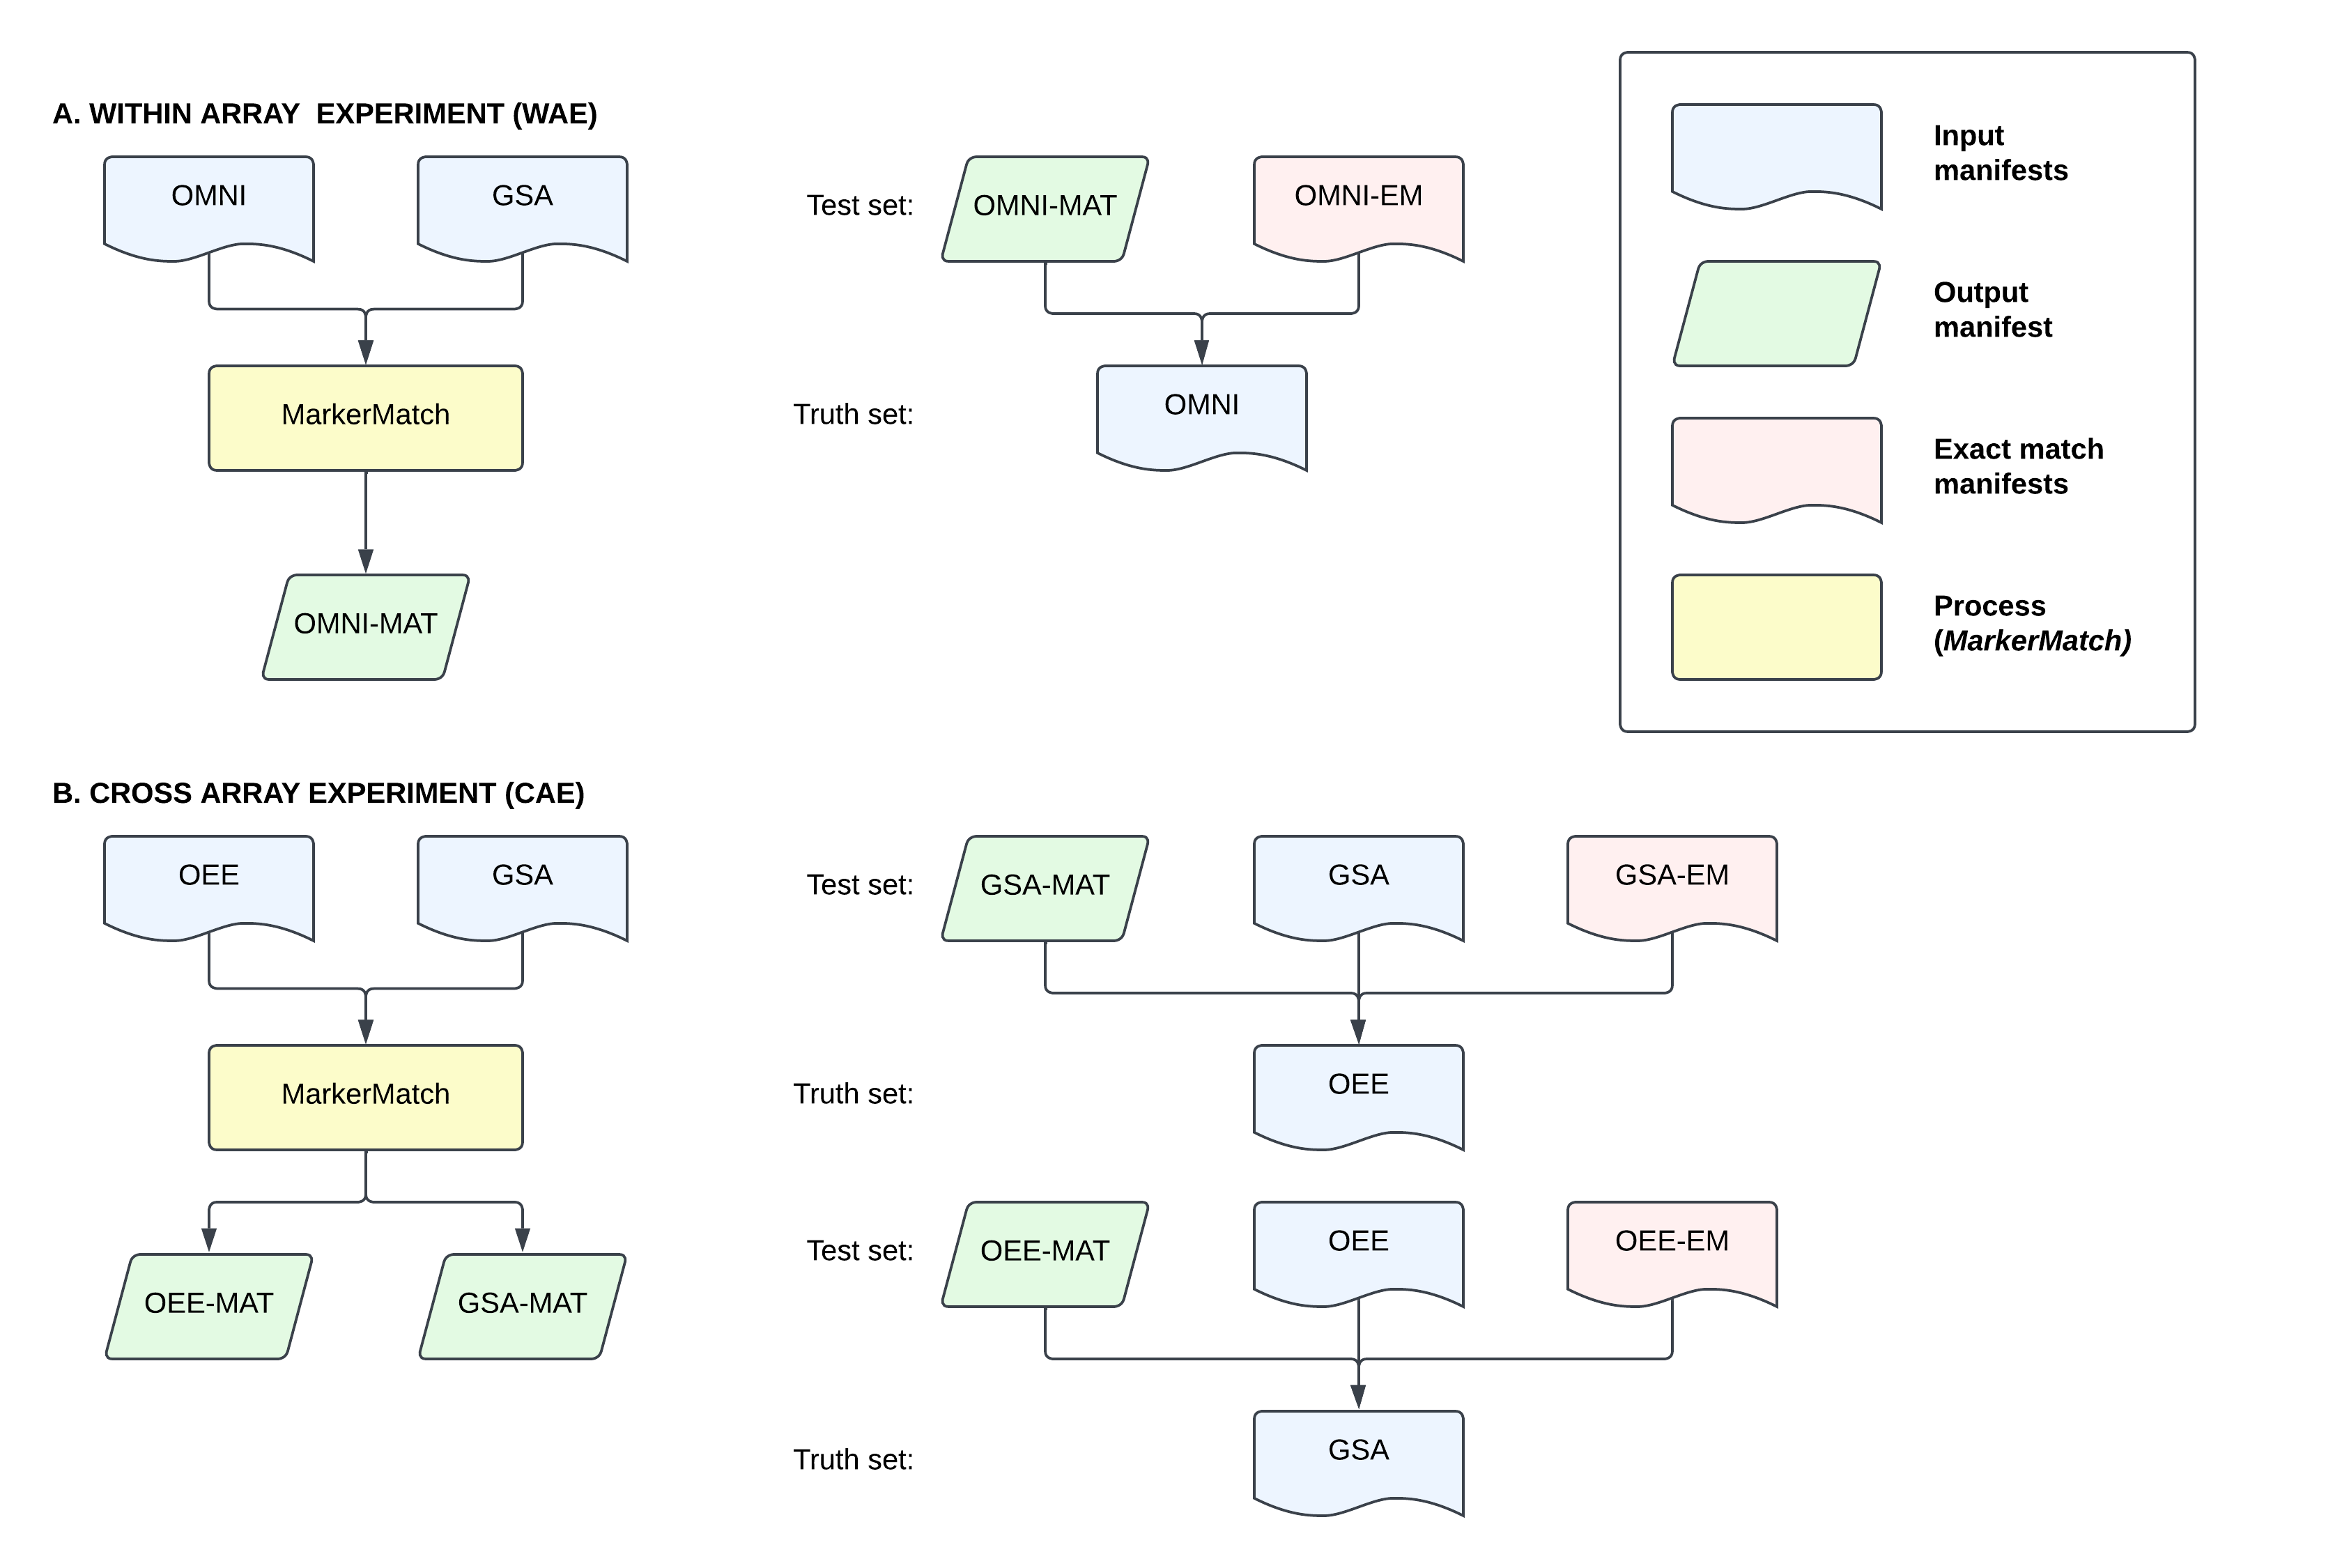 A. WITHIN ARRAY  EXPERIMENT (WAE)
OMNI
GSA
MarkerMatch
OMNI-MAT
Test set:
OMNI-MAT
OMNI-EM
Truth set:
OMNI
Input
manifests
Output
manifest
Exact match
manifests
Process
(MarkerMatch)
B. CROSS ARRAY EXPERIMENT (CAE)
OEE
GSA
MarkerMatch
OEE-MAT
GSA-MAT
Test set:
GSA-MAT
GSA
GSA-EM
Truth set:
OEE
Test set:
OEE-MAT
OEE
OEE-EM
Truth set:
GSA